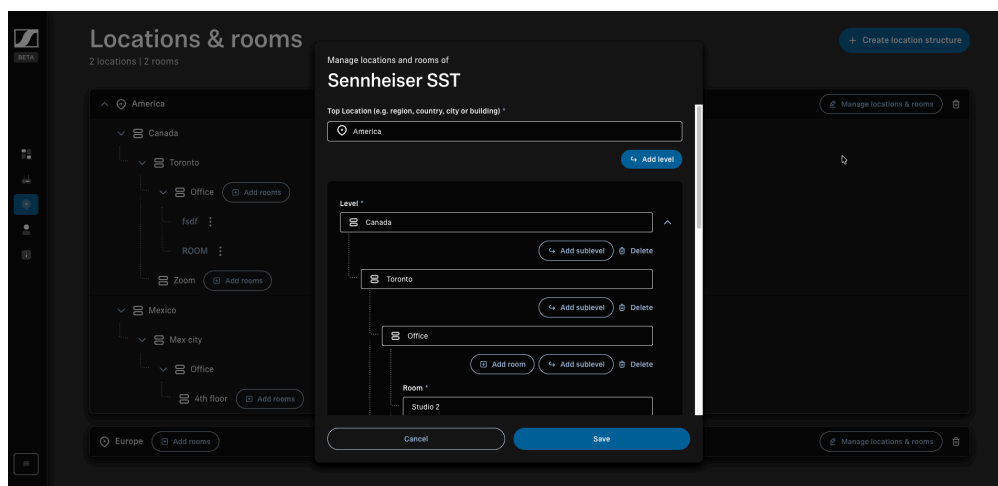 BETA
Locations & rooms
2 locations | 2 rooms
+ Create location structure
America
Manage locations & rooms
Canada
Toronto
Office
Add rooms
fsdf
ROOM
Zoom
Add rooms
Mexico
Mex city
Office
4th floor
Add rooms
Europe
Add rooms
Manage locations & rooms
Manage locations and rooms of
Sennheiser SST
Top Location (e.g. region, country, city or building) *
America
Add level
Level *
Canada
Add sublevel
Delete
Toronto
Add sublevel
Delete
Office
Add room
Add sublevel
Delete
Room *
Studio 2
Cancel
Save